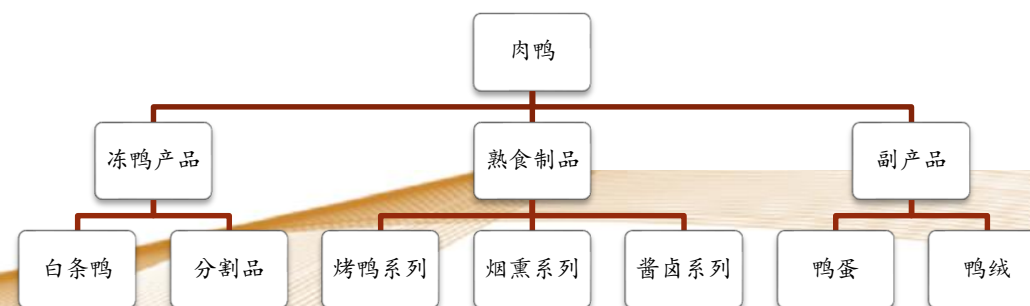 肉鸭
冻鸭产品
熟食制品
副产品
白条鸭
分割品
烤鸭系列
烟熏系列
酱卤系列
鸭蛋
鸭绒